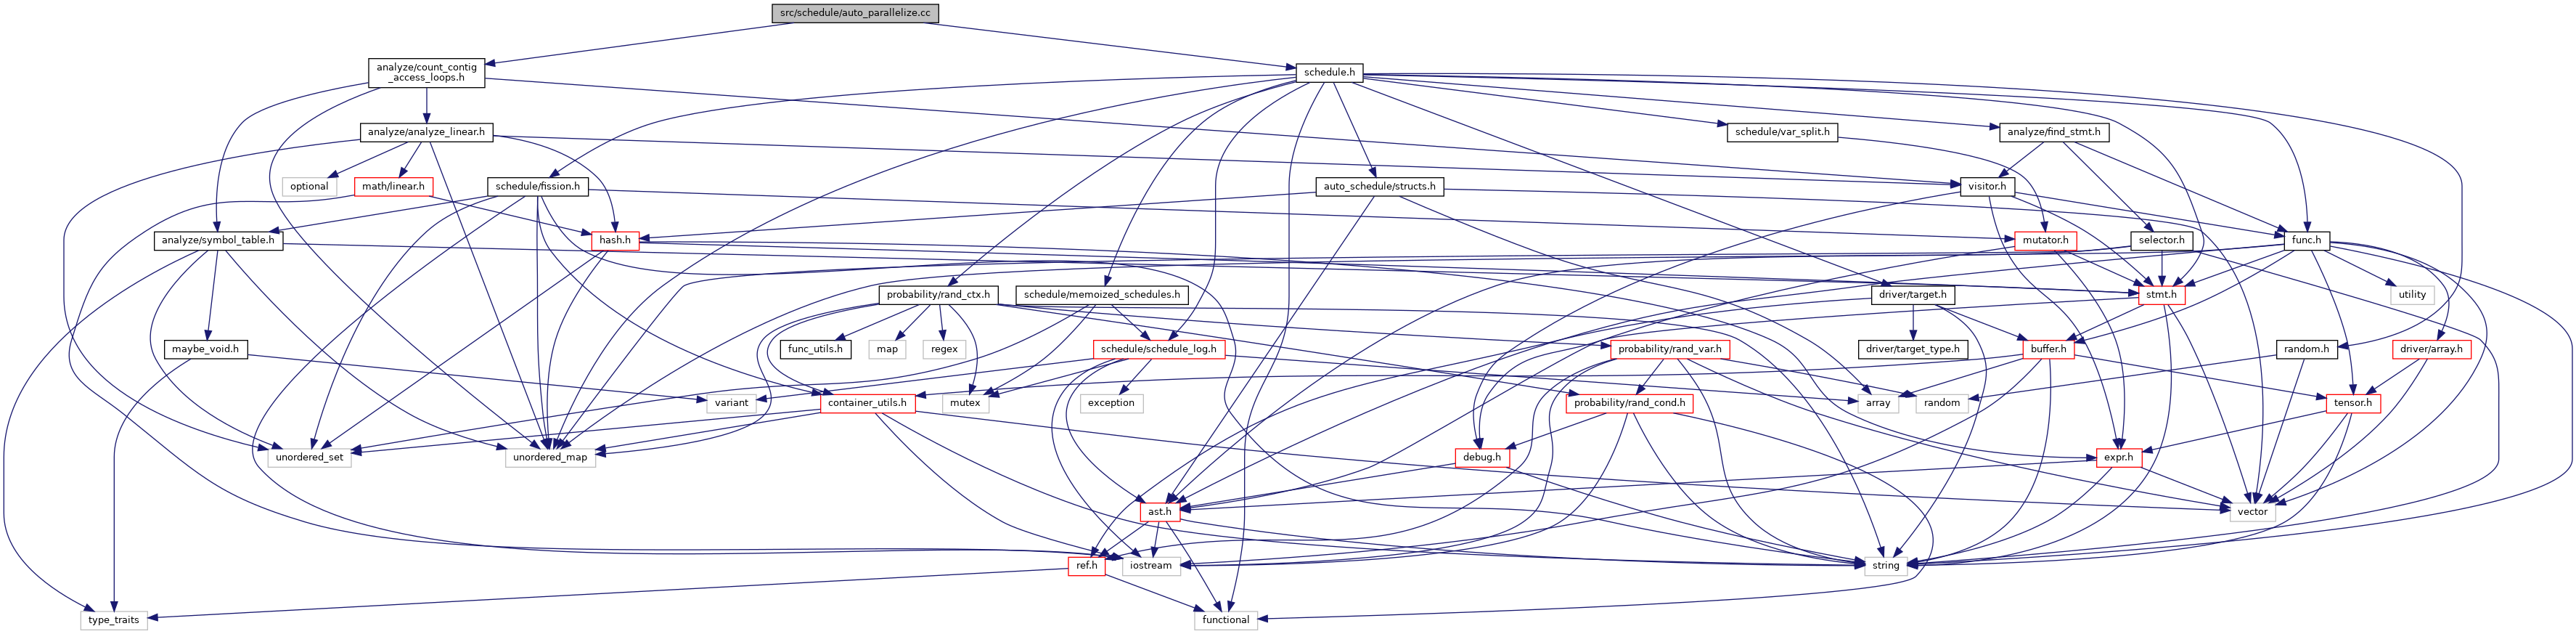 src/schedule/auto_parallelize.cc
analyze/count_contig
_access_loops.h
schedule.h
analyze/analyze_linear.h
schedule/var_split.h
analyze/find_stmt.h
optional
math/linear.h
schedule/fission.h
auto_schedule/structs.h
visitor.h
analyze/symbol_table.h
hash.h
mutator.h
selector.h
func.h
probability/rand_ctx.h
schedule/memoized_schedules.h
driver/target.h
stmt.h
utility
maybe_void.h
func_utils.h
map
regex
schedule/schedule_log.h
probability/rand_var.h
driver/target_type.h
buffer.h
random.h
driver/array.h
variant
container_utils.h
mutex
exception
probability/rand_cond.h
array
random
tensor.h
unordered_set
unordered_map
debug.h
expr.h
ast.h
vector
ref.h
iostream
string
type_traits
functional